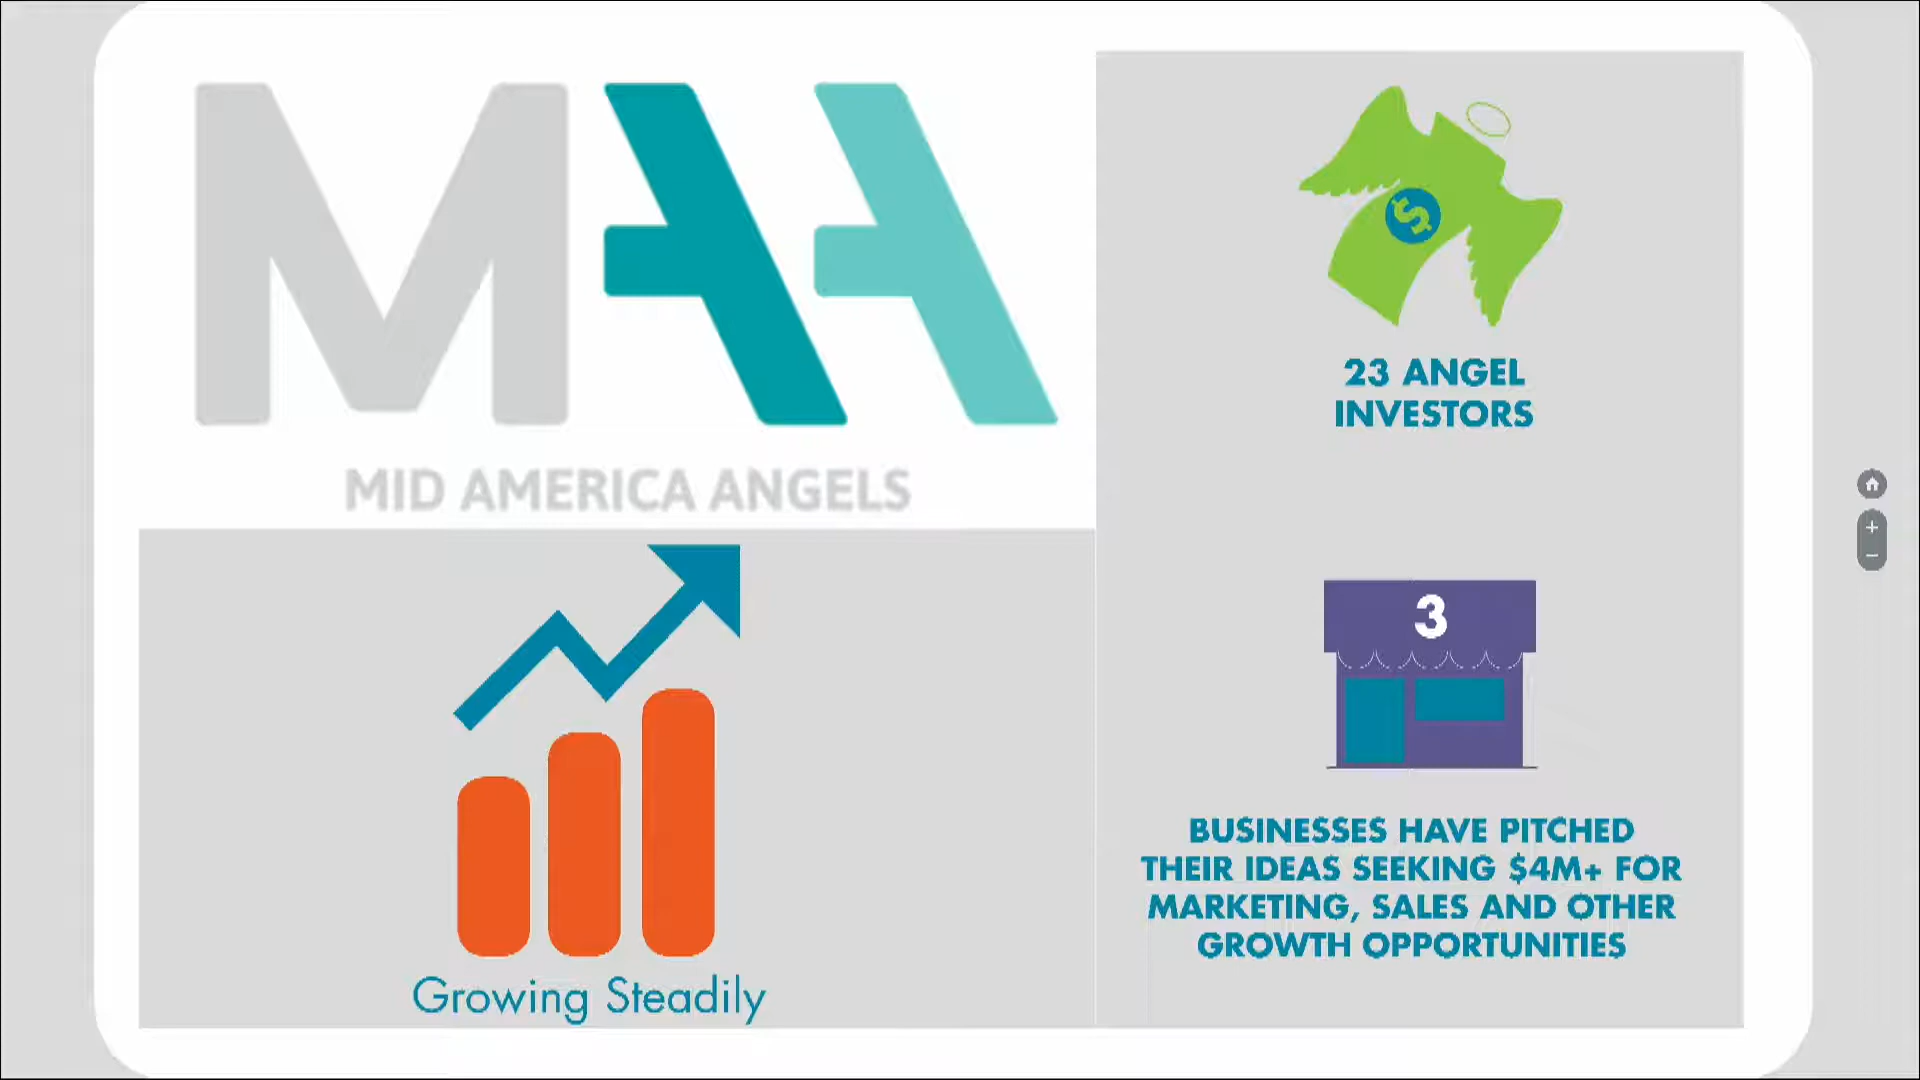 MAA
MID AMERICA ANGELS
Growing Steadily
$
23 ANGEL
INVESTORS
3
BUSINESSES HAVE PITCHED
THEIR IDEAS SEEKING $4M+ FOR
MARKETING, SALES AND OTHER
GROWTH OPPORTUNITIES